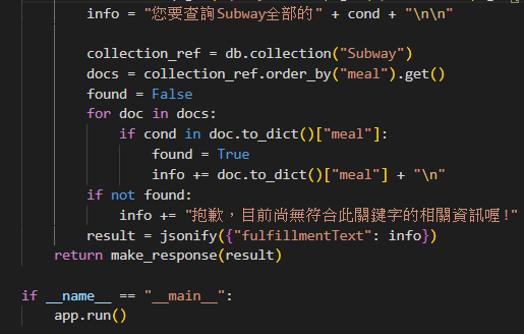 info = "您要查詢Subway全部的" + cond + "\n\n"
collection_ref = db.collection("Subway")
docs = collection_ref.order_by("meal").get()
found = False
for doc in docs:
if cond in doc.to_dict()["meal"]:
found = True
info += doc.to_dict()["meal"] + "\n"
if not found:
info += "抱歉，目前尚無符合此關鍵字的相關資訊喔!"
result = jsonify({"fulfillmentText": info})
return make_response(result)
if __name__ == "__main__":
app.run()